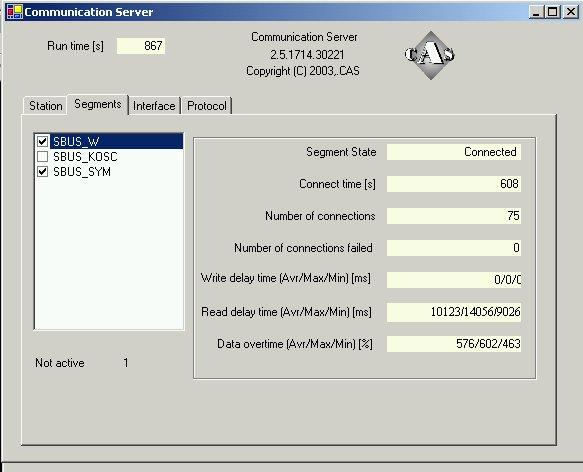 Communication Server
Run time [s] 867
Communication Server
2.5.1714.30221
Copyright (C) 2003,.CAS
CAS
Station Segments Interface Protocol
SBUS_W
SBUS_KOSC
SBUS_SYM
Segment State Connected
Connect time [s] 608
Number of connections 75
Number of connections failed 0
Write delay time (Avr/Max/Min) [ms] 0/0/0
Read delay time (Avr/Max/Min) [ms] 10123/14056/9026
Data overtime (Avr/Max/Min) [%] 576/602/463
Not active 1